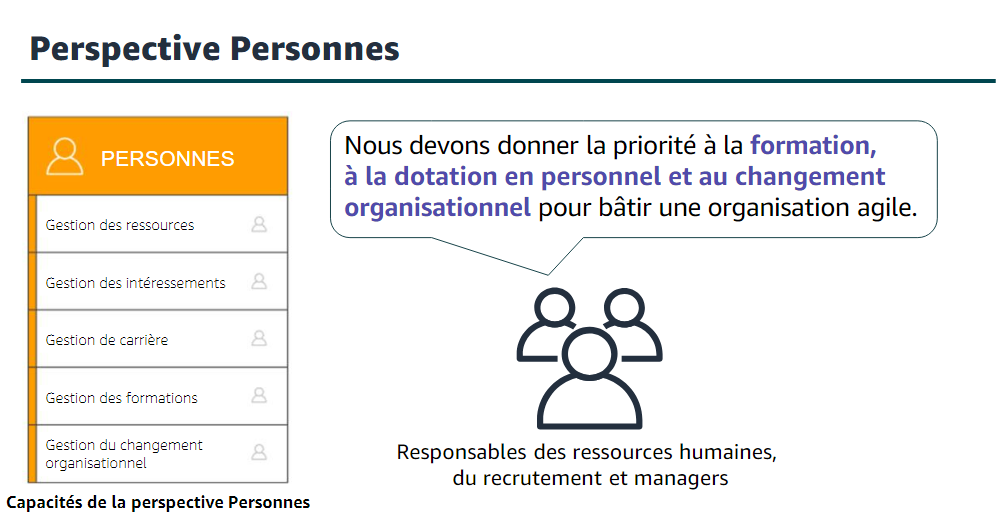 Perspective Personnes
PERSONNES
Gestion des ressources
Gestion des intéressements
Gestion de carrière
Gestion des formations
Gestion du changement
organisationnel
Capacités de la perspective Personnes
Nous devons donner la priorité à la formation,
à la dotation en personnel et au changement
organisationnel pour bâtir une organisation agile.
Responsables des ressources humaines,
du recrutement et managers